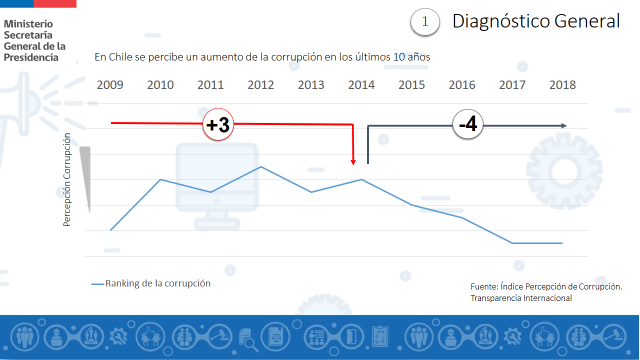 Ministerio
Secretaría
General de la
Presidencia
1 Diagnóstico General
En Chile se percibe un aumento de la corrupción en los últimos 10 años
2009 2010 2011 2012 2013 2014 2015 2016 2017 2018
+3
-4
Percepción Corrupción
Ranking de la corrupción
Fuente: Índice Percepción de Corrupción.
Transparencia Internacional